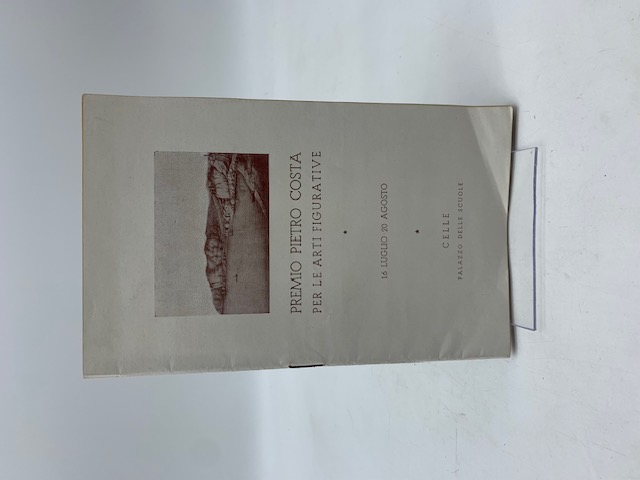 PREMIO PIETRO COSTA
PER LE ARTI FIGURATIVE
*
16 LUGLIO 20 AGOSTO
*
CELLE
PALAZZO DELLE SCUOLE